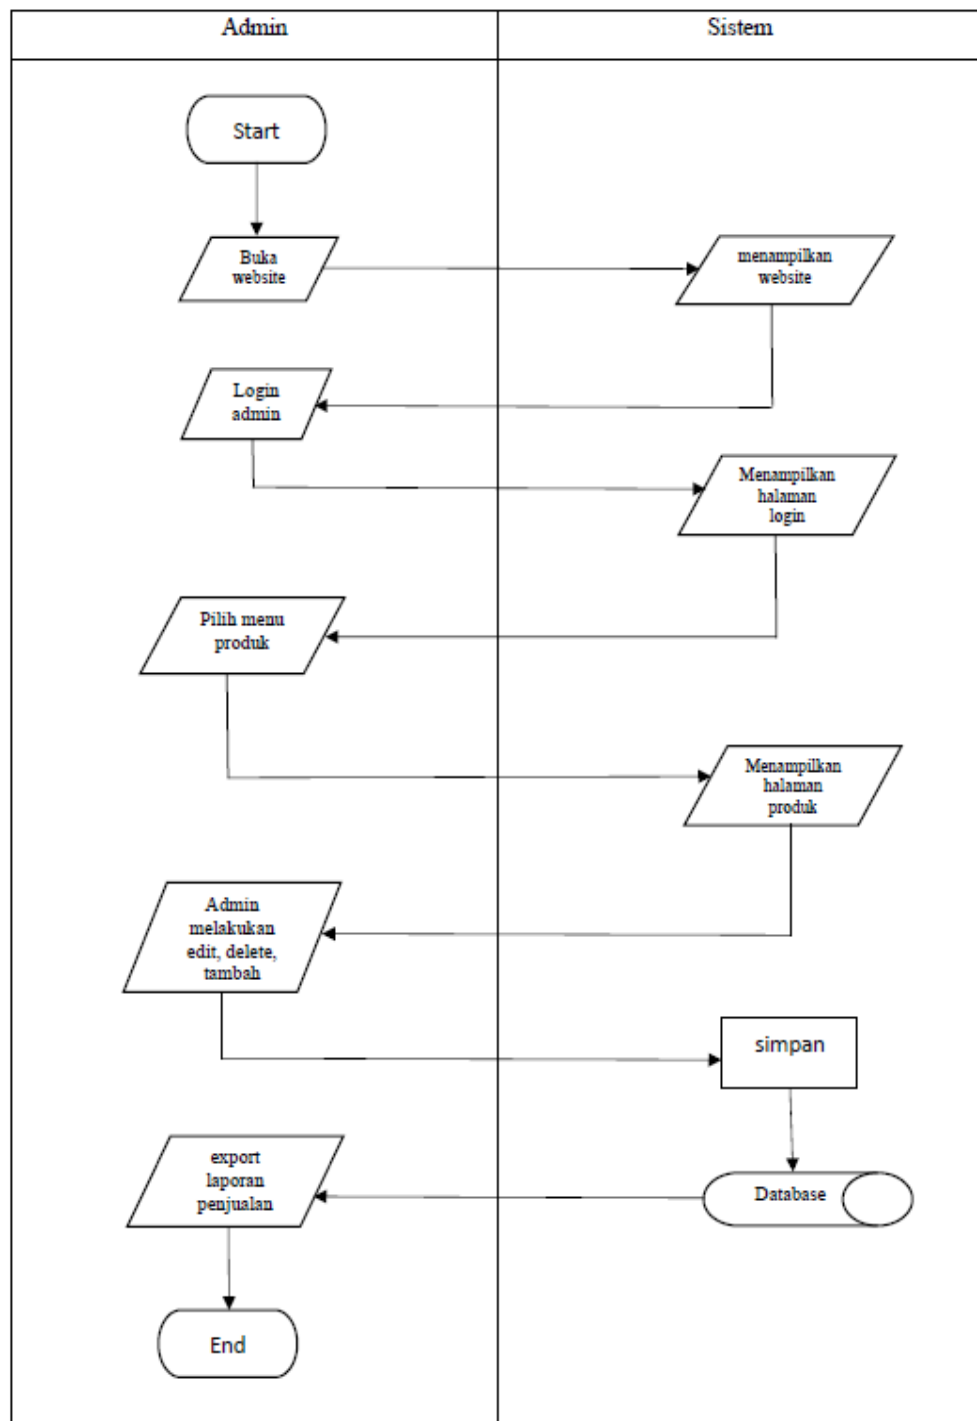 Admin
Sistem
Start
Buka
website
menampilkan
website
Login
admin
Menampilkan
halaman
login
Pilih menu
produk
Menampilkan
halaman
produk
Admin
melakukan
edit, delete,
tambah
simpan
Database
export
laporan
penjualan
End